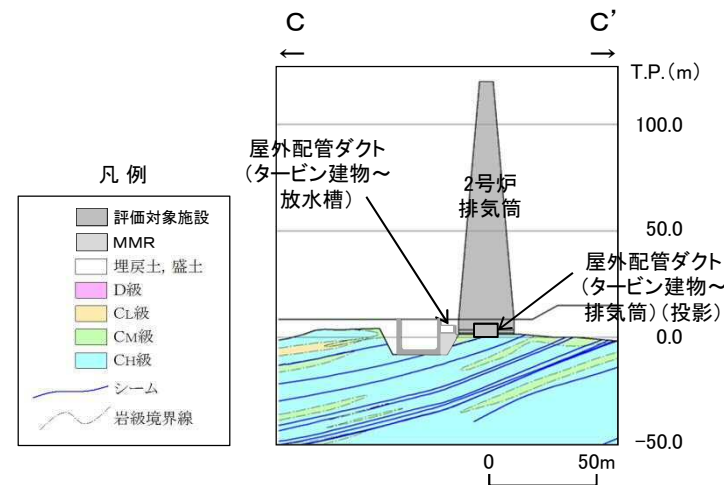 C
C’
T.P.(m)
100.0
50.0
0.0
-50.0
屋外配管ダクト
(タービン建物~
放水槽)
2号炉
排気筒
屋外配管ダクト
(タービン建物~
排気筒)(投影)
凡 例
評価対象施設
MMR
埋戻土, 盛土
D級
CL級
CM級
CH級
シーム
岩級境界線
0
50m